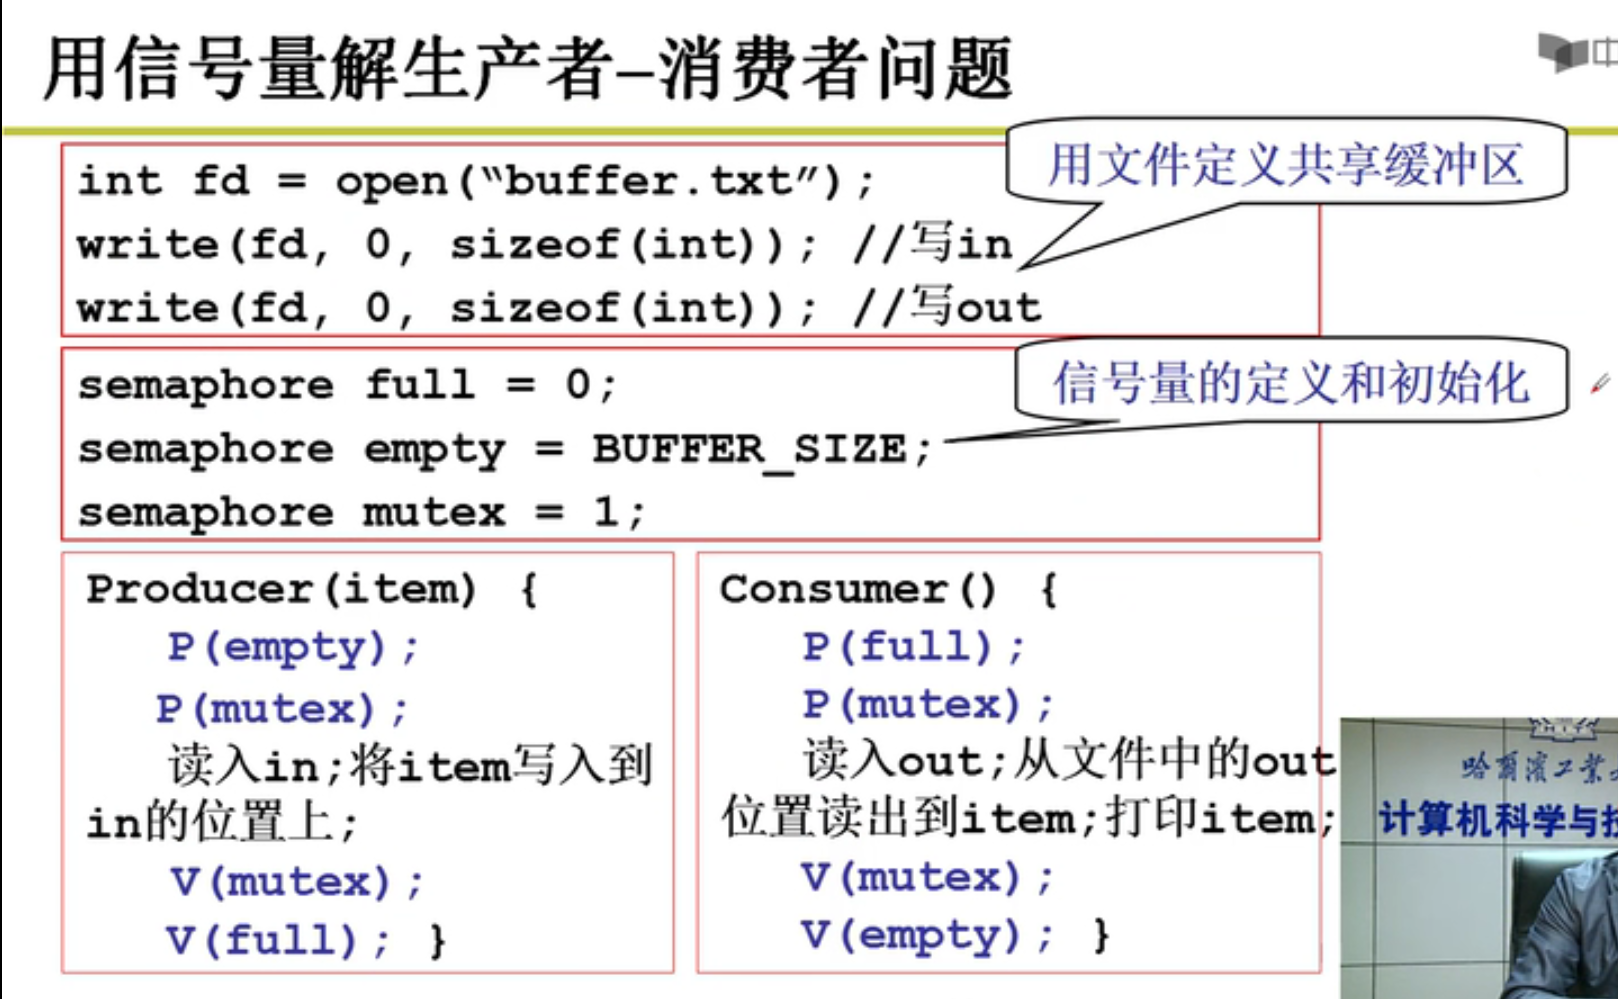 用信号量解生产者–消费者问题
中
用文件定义共享缓冲区
int fd = open(“buffer.txt”);
write(fd, 0, sizeof(int)); //写in
write(fd, 0, sizeof(int)); //写out
信号量的定义和初始化
semaphore full = 0;
semaphore empty = BUFFER_SIZE;
semaphore mutex = 1;
Producer(item) {
P(empty);
P(mutex);
读入in;将item写入到
in的位置上;
V(mutex);
V(full); }
Consumer() {
P(full);
P(mutex);
读入out;从文件中的out
位置读出到item;打印item;
V(mutex);
V(empty); }
哈爾濱工業
计算机科学与技